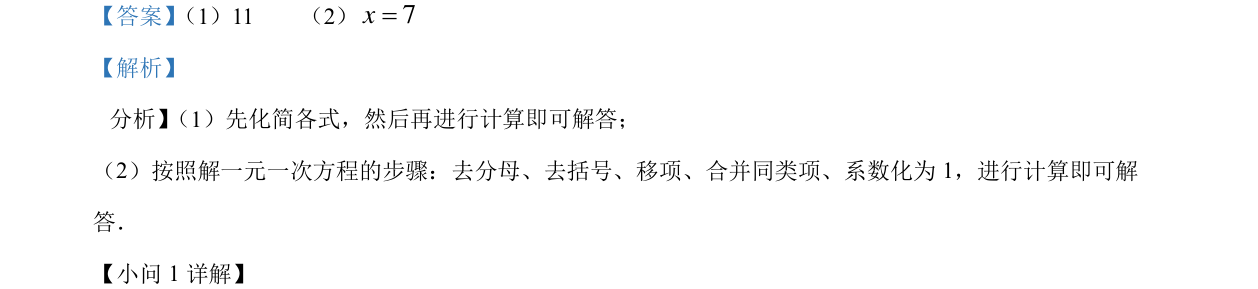 【答案】（1）11 （2）x = 7
【解析】
分析】（1）先化简各式，然后再进行计算即可解答；
（2）按照解一元一次方程的步骤：去分母、去括号、移项、合并同类项、系数化为 1，进行计算即可解
答．
【小问 1 详解】